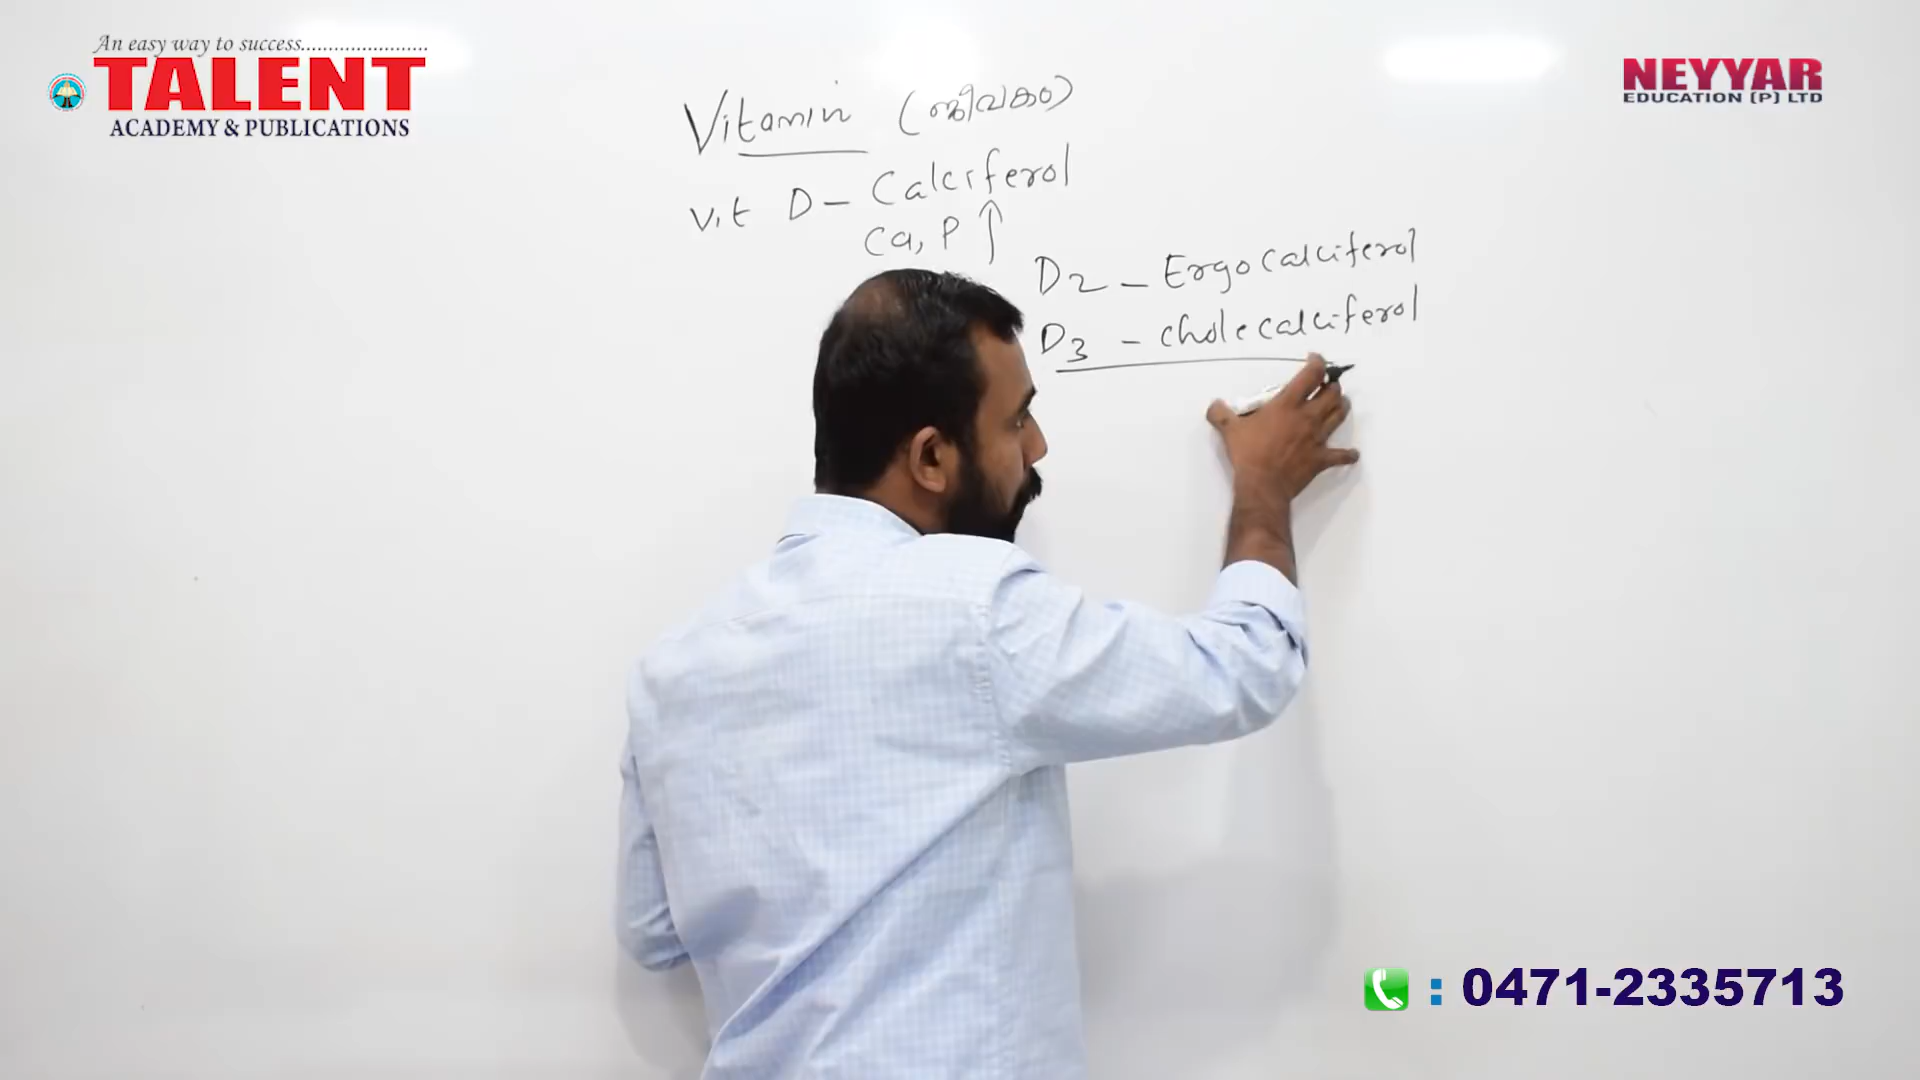 An easy way to success........................
TALENT
ACADEMY & PUBLICATIONS
NEYYAR
EDUCATION (P) LTD
Vitamin (ജീവകം)
Vit D - Calciferol
Ca, P ↑
D2 - Ergocalciferol
D3 - cholecalciferol
: 0471-2335713